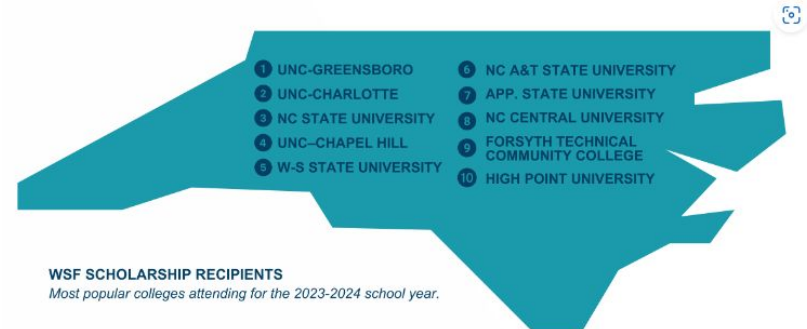 1 UNC-GREENSBORO
2 UNC-CHARLOTTE
3 NC STATE UNIVERSITY
4 UNC–CHAPEL HILL
5 W-S STATE UNIVERSITY
6 NC A&T STATE UNIVERSITY
7 APP. STATE UNIVERSITY
8 NC CENTRAL UNIVERSITY
9 FORSYTH TECHNICAL
COMMUNITY COLLEGE
10 HIGH POINT UNIVERSITY
WSF SCHOLARSHIP RECIPIENTS
Most popular colleges attending for the 2023-2024 school year.